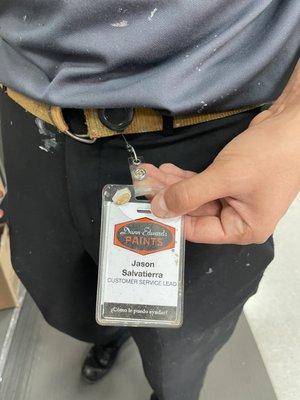 Dunn-Edwards
PAINTS
Jason
Salvatierra
CUSTOMER SERVICE LEAD
¿Cómo le puedo ayudar?